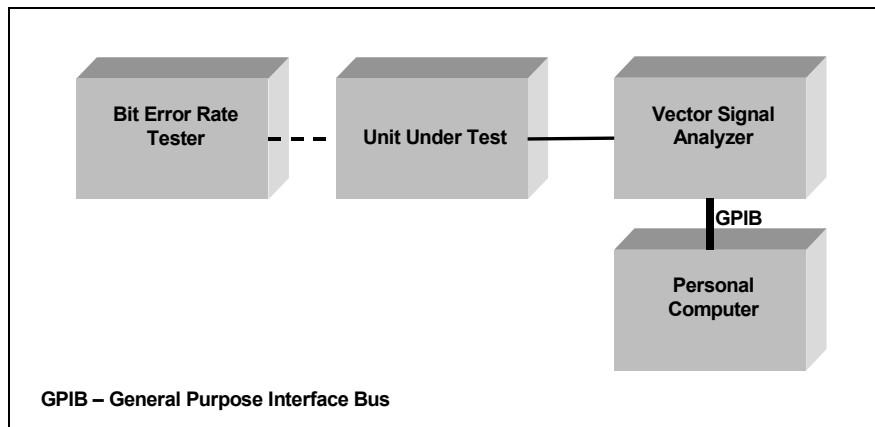 Bit Error Rate
Tester
Unit Under Test
Vector Signal
Analyzer
GPIB
Personal
Computer
GPIB – General Purpose Interface Bus